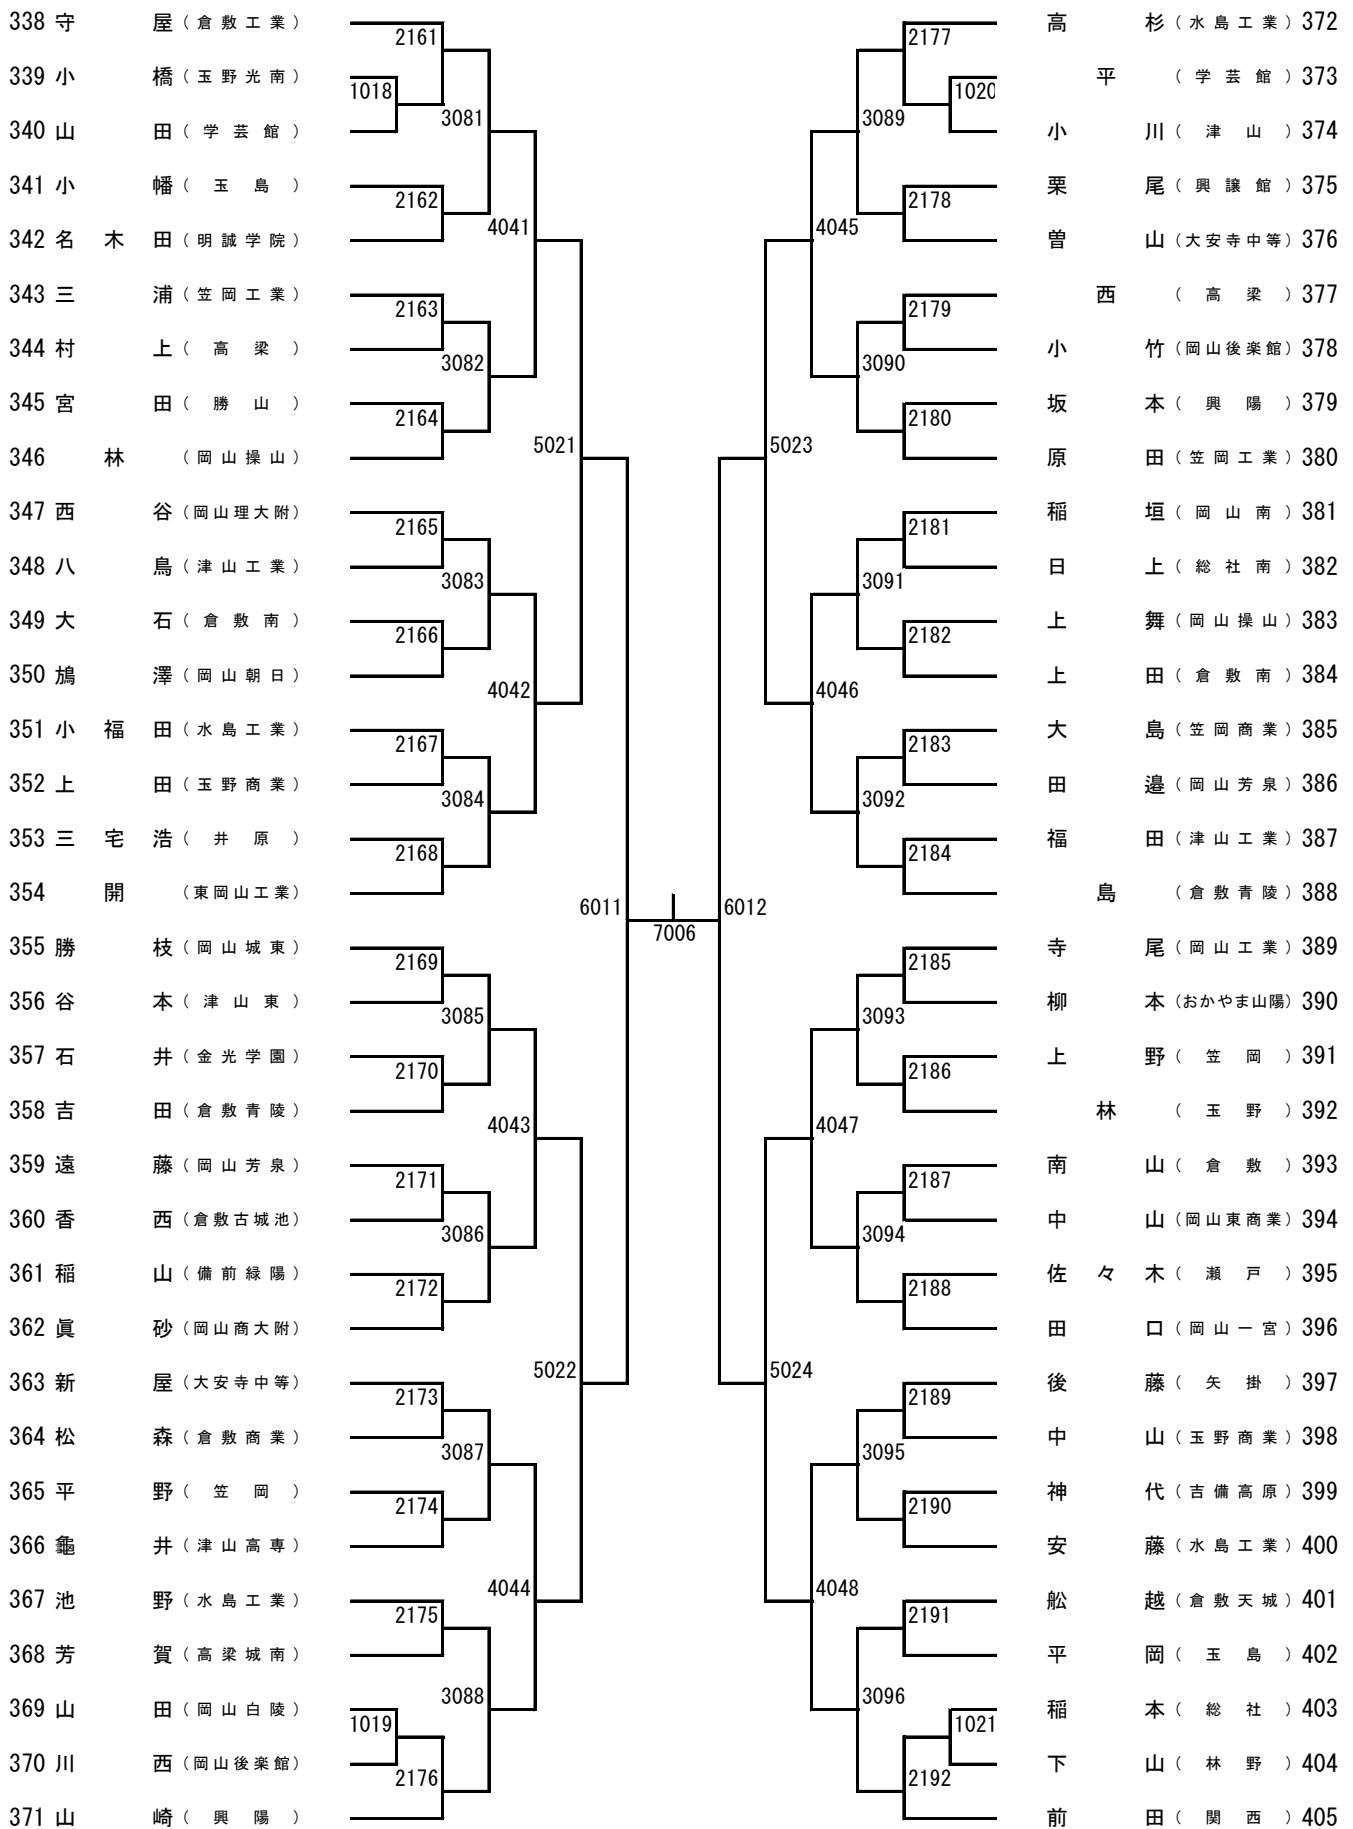 338 守屋（倉敷工業）
339 小橋（玉野光南）
340 山田（学芸館）
341 小幡（玉島）
342 名木田（明誠学院）
343 三浦（笠岡工業）
344 村上（高梁）
345 宮田（勝山）
346 林（岡山操山）
347 西谷（岡山理大附）
348 八鳥（津山工業）
349 大石（倉敷南）
350 鳩澤（岡山朝日）
351 小福田（水島工業）
352 上田（玉野商業）
353 三宅浩（井原）
354 開（東岡山工業）
355 勝枝（岡山城東）
356 谷本（津山東）
357 石井（金光学園）
358 吉田（倉敷青陵）
359 遠藤（岡山芳泉）
360 香西（倉敷古城池）
361 稲山（備前緑陽）
362 眞砂（岡山商大附）
363 新屋（大安寺中等）
364 松森（倉敷商業）
365 平野（笠岡）
366 龜井（津山高専）
367 池野（水島工業）
368 芳賀（高梁城南）
369 山田（岡山白陵）
370 川西（岡山後楽館）
371 山崎（興陽）
2161
1018
3081
2162
4041
2163
3082
2164
5021
2165
3083
2166
4042
2167
3084
2168
6011
2169
3085
2170
4043
2171
3086
2172
5022
2173
3087
2174
4044
2175
3088
1019
2176
7006
2177
1020
3089
2178
4045
2179
3090
2180
5023
2181
3091
2182
4046
2183
3092
2184
6012
2185
3093
2186
4047
2187
3094
2188
5024
2189
3095
2190
4048
2191
3096
1021
2192
高杉（水島工業）372
平（学芸館）373
小川（津山）374
栗尾（興譲館）375
曽山（大安寺中等）376
西（高梁）377
小竹（岡山後楽館）378
坂本（興陽）379
原田（笠岡工業）380
稲垣（岡山南）381
日上（総社南）382
上舞（岡山操山）383
上田（倉敷南）384
大島（笠岡商業）385
田邉（岡山芳泉）386
福田（津山工業）387
島（倉敷青陵）388
寺尾（岡山工業）389
柳本（おかやま山陽）390
上野（笠岡）391
林（玉野）392
南山（倉敷）393
中山（岡山東商業）394
佐々木（瀬戸）395
田口（岡山一宮）396
後藤（矢掛）397
中山（玉野商業）398
神代（吉備高原）399
安藤（水島工業）400
舩越（倉敷天城）401
平岡（玉島）402
稲本（総社）403
下山（林野）404
前田（関西）405